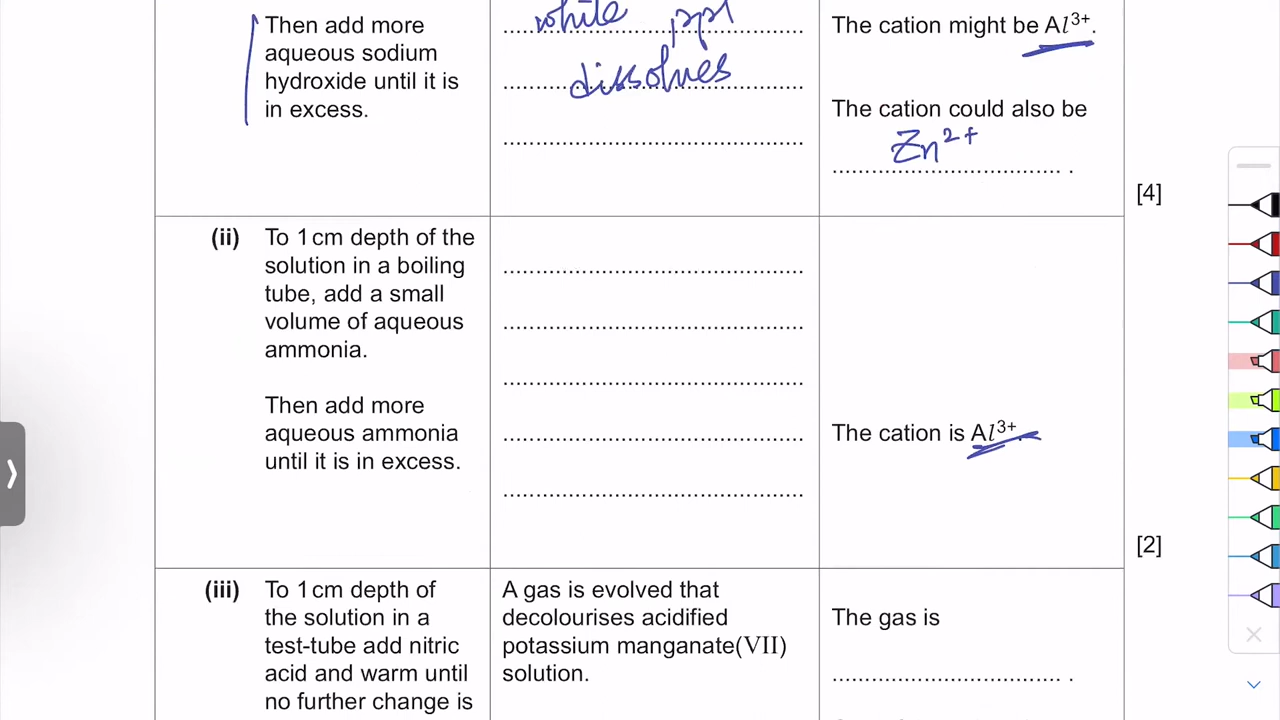 Then add more
aqueous sodium
hydroxide until it is
in excess.
white ppt
dissolves
The cation might be Al³⁺.
The cation could also be
Zn²⁺
.................................... .
[4]
(ii) To 1 cm depth of the
solution in a boiling
tube, add a small
volume of aqueous
ammonia.
Then add more
aqueous ammonia
until it is in excess.
The cation is Al³⁺.
[2]
(iii) To 1 cm depth of
the solution in a
test-tube add nitric
acid and warm until
no further change is
A gas is evolved that
decolourises acidified
potassium manganate(VII)
solution.
The gas is
.................................... .